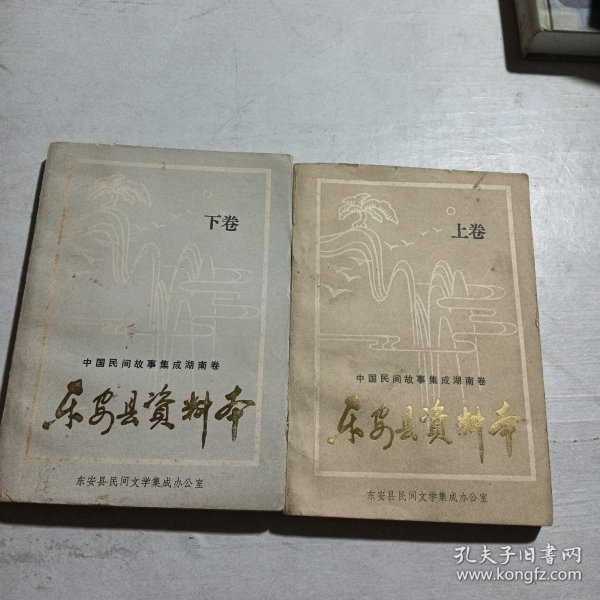 下卷
中国民间故事集成湖南卷
东安县资料本
东安县民间文学集成办公室
上卷
中国民间故事集成湖南卷
东安县资料本
东安县民间文学集成办公室
孔夫子旧书网
www.kongfz.com